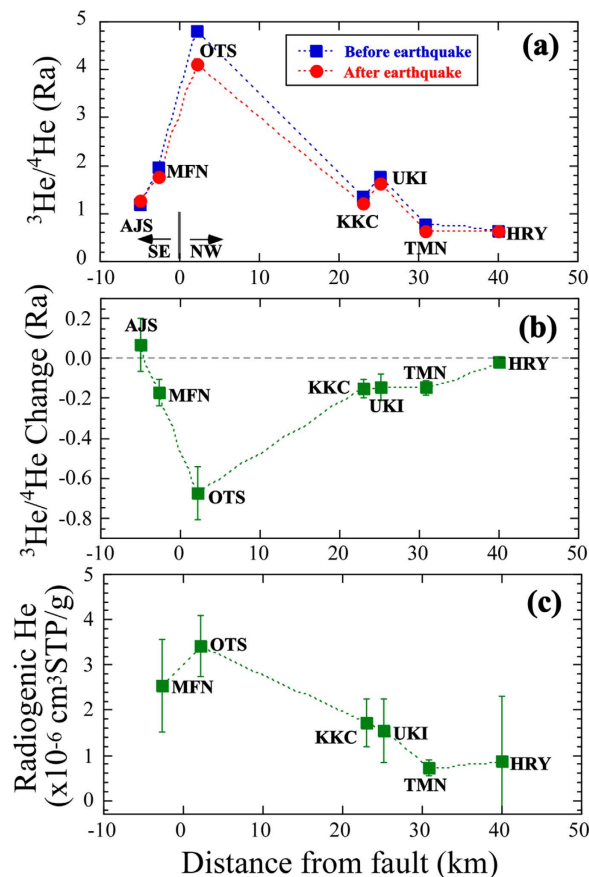 (a)
Before earthquake
After earthquake
³He/⁴He (Ra)
5
4
3
2
1
0
OTS
MFN
AJS
SE
NW
KKC
UKI
TMN
HRY
-10 0 10 20 30 40 50
(b)
³He/⁴He Change (Ra)
0.2
0.0
-0.2
-0.4
-0.6
-0.8
AJS
MFN
OTS
KKC
UKI
TMN
HRY
-10 0 10 20 30 40 50
(c)
Radiogenic He
(x10⁻⁶ cm³STP/g)
5
4
3
2
1
0
MFN
OTS
KKC
UKI
TMN
HRY
-10 0 10 20 30 40 50
Distance from fault (km)